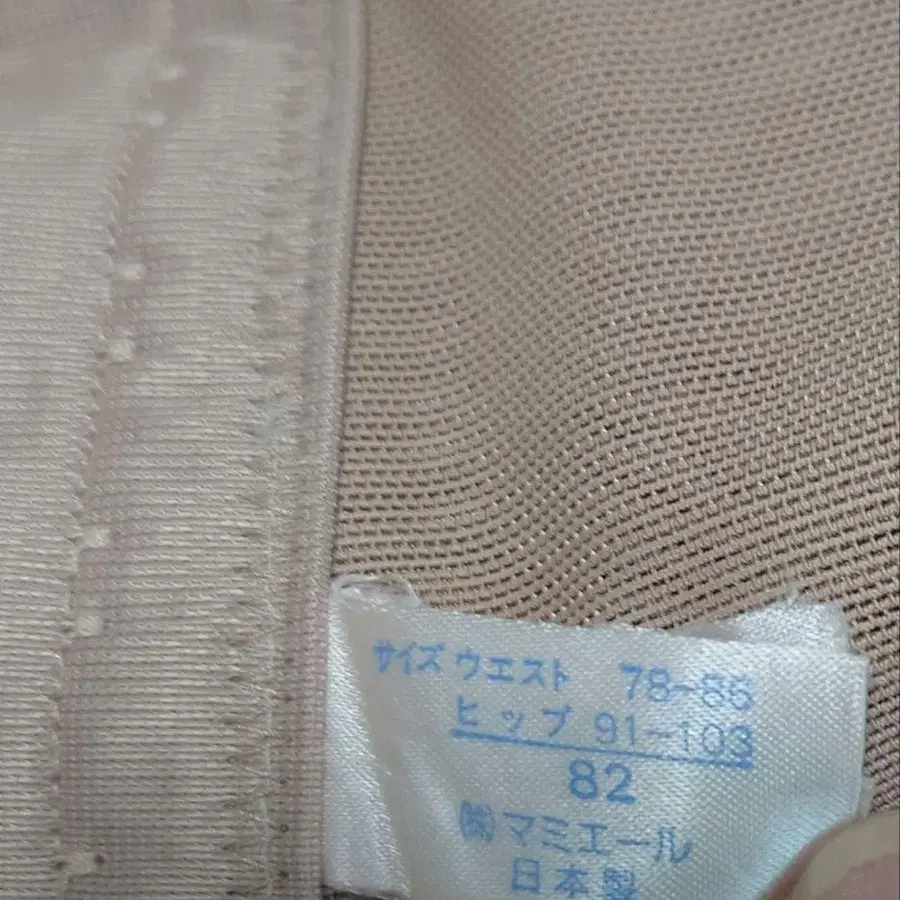 サイズ ウエスト 78-86
ヒップ 91-103
82
㈱マミエール
日本製